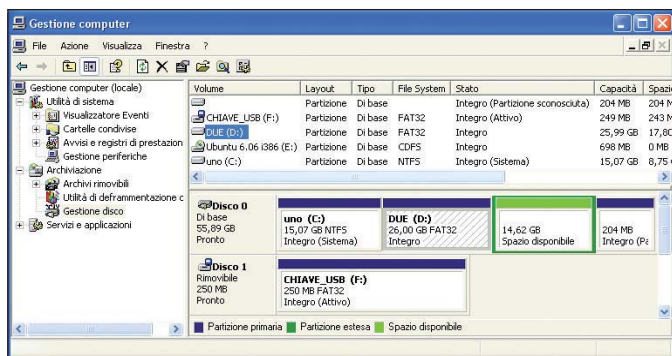 Gestione computer
File Azione Visualizza Finestra ?
Gestione computer (locale)
Utilità di sistema
Visualizzatore Eventi
Cartelle condivise
Avvisi e registri di prestazion
Gestione periferiche
Archiviazione
Archivi rimovibili
Utilità di deframmentazione c
Gestione disco
Servizi e applicazioni
Volume Layout Tipo File System Stato Capacità Spazio
Partizione Di base Integro (Partizione sconosciuta) 204 MB 204 M
CHIAVE_USB (F:) Partizione Di base FAT32 Integro (Attivo) 249 MB 243 M
DUE (D:) Partizione Di base FAT32 Integro 25,99 GB 17,80
Ubuntu 6.06 i386 (E:) Partizione Di base CDFS Integro 698 MB 0 MB
uno (C:) Partizione Di base NTFS Integro (Sistema) 15,07 GB 8,75
Disco 0
Di base
55,89 GB
Pronto
uno (C:)
15,07 GB NTFS
Integro (Sistema)
DUE (D:)
26,00 GB FAT32
Integro
14,62 GB
Spazio disponibile
204 MB
Integro (Pa
Disco 1
Rimovibile
250 MB
Pronto
CHIAVE_USB (F:)
250 MB FAT32
Integro (Attivo)
Partizione primaria Partizione estesa Spazio disponibile